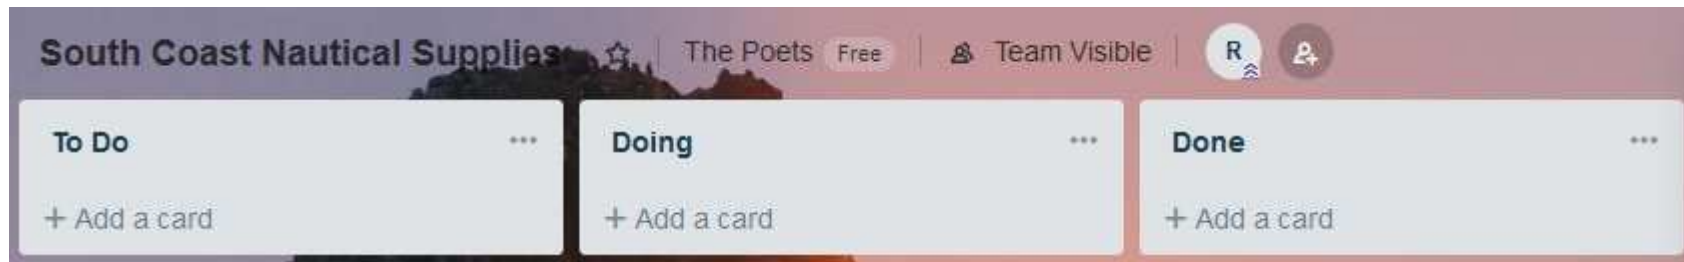 South Coast Nautical Supplies The Poets Free Team Visible R
To Do Doing Done
+ Add a card + Add a card + Add a card